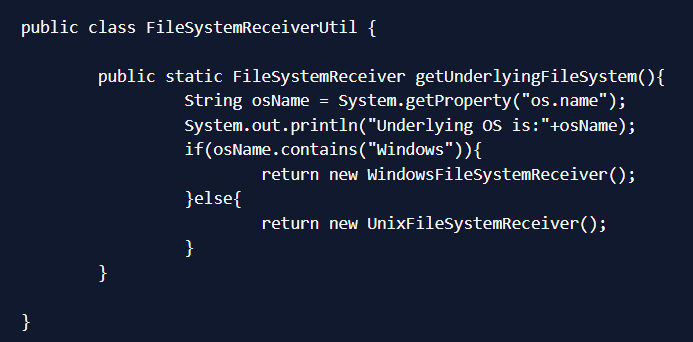 public class FileSystemReceiverUtil {
public static FileSystemReceiver getUnderlyingFileSystem(){
String osName = System.getProperty("os.name");
System.out.println("Underlying OS is:"+osName);
if(osName.contains("Windows")){
return new WindowsFileSystemReceiver();
}else{
return new UnixFileSystemReceiver();
}
}
}